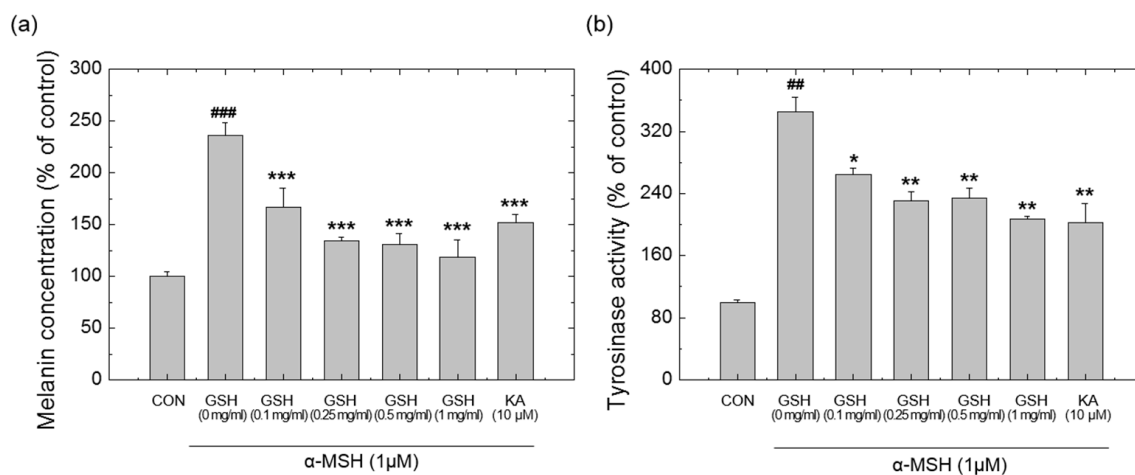 (a)
Melanin concentration (% of control)
300
250
200
150
100
50
0
###
***
***
***
***
***
CON
GSH
(0 mg/ml)
GSH
(0.1 mg/ml)
GSH
(0.25 mg/ml)
GSH
(0.5 mg/ml)
GSH
(1 mg/ml)
KA
(10 µM)
α-MSH (1µM)
(b)
Tyrosinase activity (% of control)
400
320
240
160
80
0
##
*
**
**
**
**
CON
GSH
(0 mg/ml)
GSH
(0.1 mg/ml)
GSH
(0.25 mg/ml)
GSH
(0.5 mg/ml)
GSH
(1 mg/ml)
KA
(10 µM)
α-MSH (1µM)